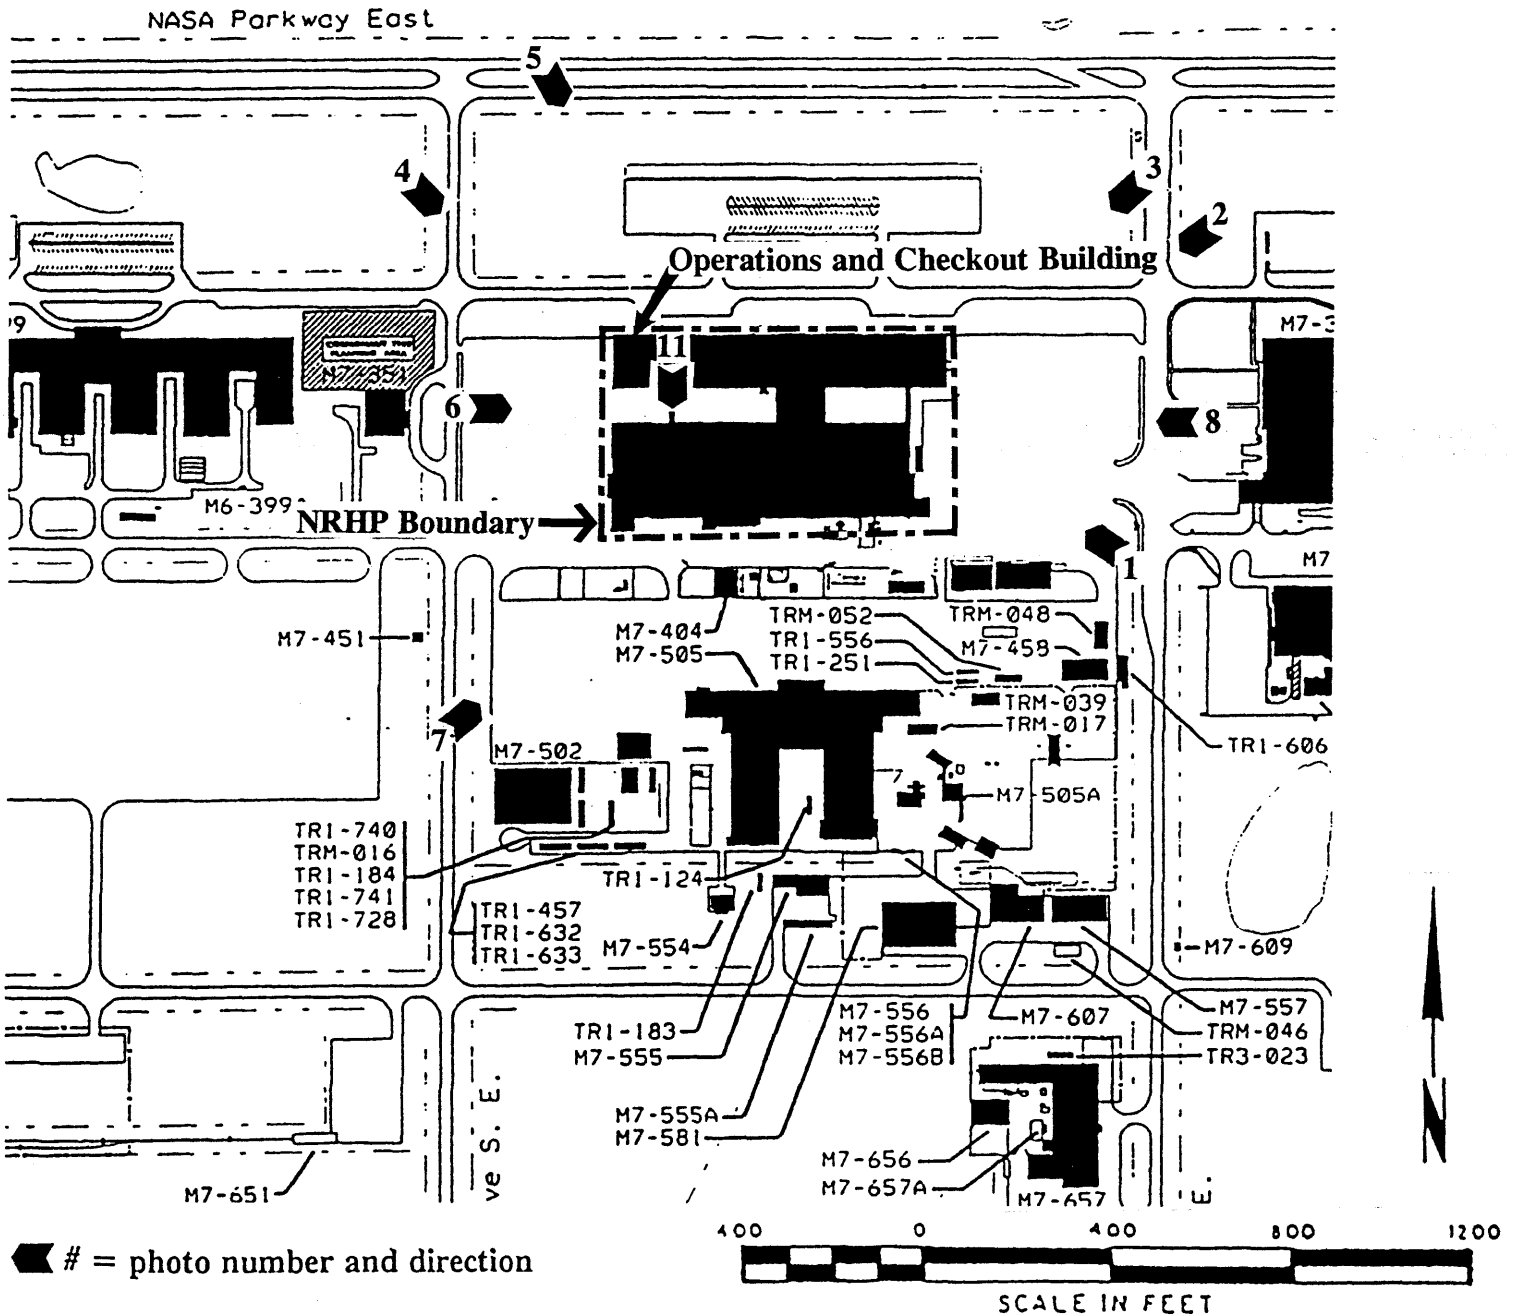 NASA Parkway East
5
4
3
2
Operations and Checkout Building
99
M7-3
11
M7-351
6
8
M6-399
NRHP Boundary
M7
1
M7-404
TRM-052
TRM-048
M7-451
M7-505
TR1-556
M7-458
TR1-251
TRM-039
TRM-017
7
M7-502
TR1-606
M7-505A
TR1-740
TRM-016
TR1-184
TR1-741
TR1-728
TR1-124
TR1-457
TR1-632
TR1-633
M7-554
M7-609
TR1-183
M7-555
M7-556
M7-556A
M7-556B
M7-607
M7-557
TRM-046
TR3-023
M7-555A
M7-581
ve S. E.
M7-656
M7-657A
M7-657
M7-651
E.
N
# = photo number and direction
400 0 400 800 1200
SCALE IN FEET